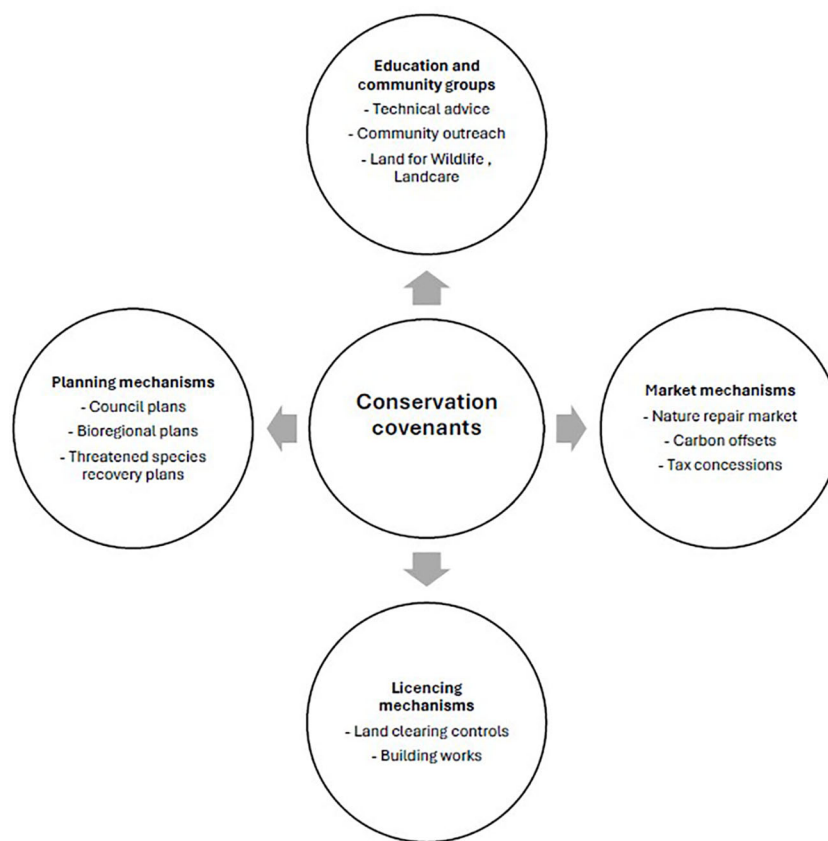 Education and
community groups
- Technical advice
- Community outreach
- Land for Wildlife ,
Landcare
Planning mechanisms
- Council plans
- Bioregional plans
- Threatened species
recovery plans
Conservation
covenants
Market mechanisms
- Nature repair market
- Carbon offsets
- Tax concessions
Licencing
mechanisms
- Land clearing controls
- Building works